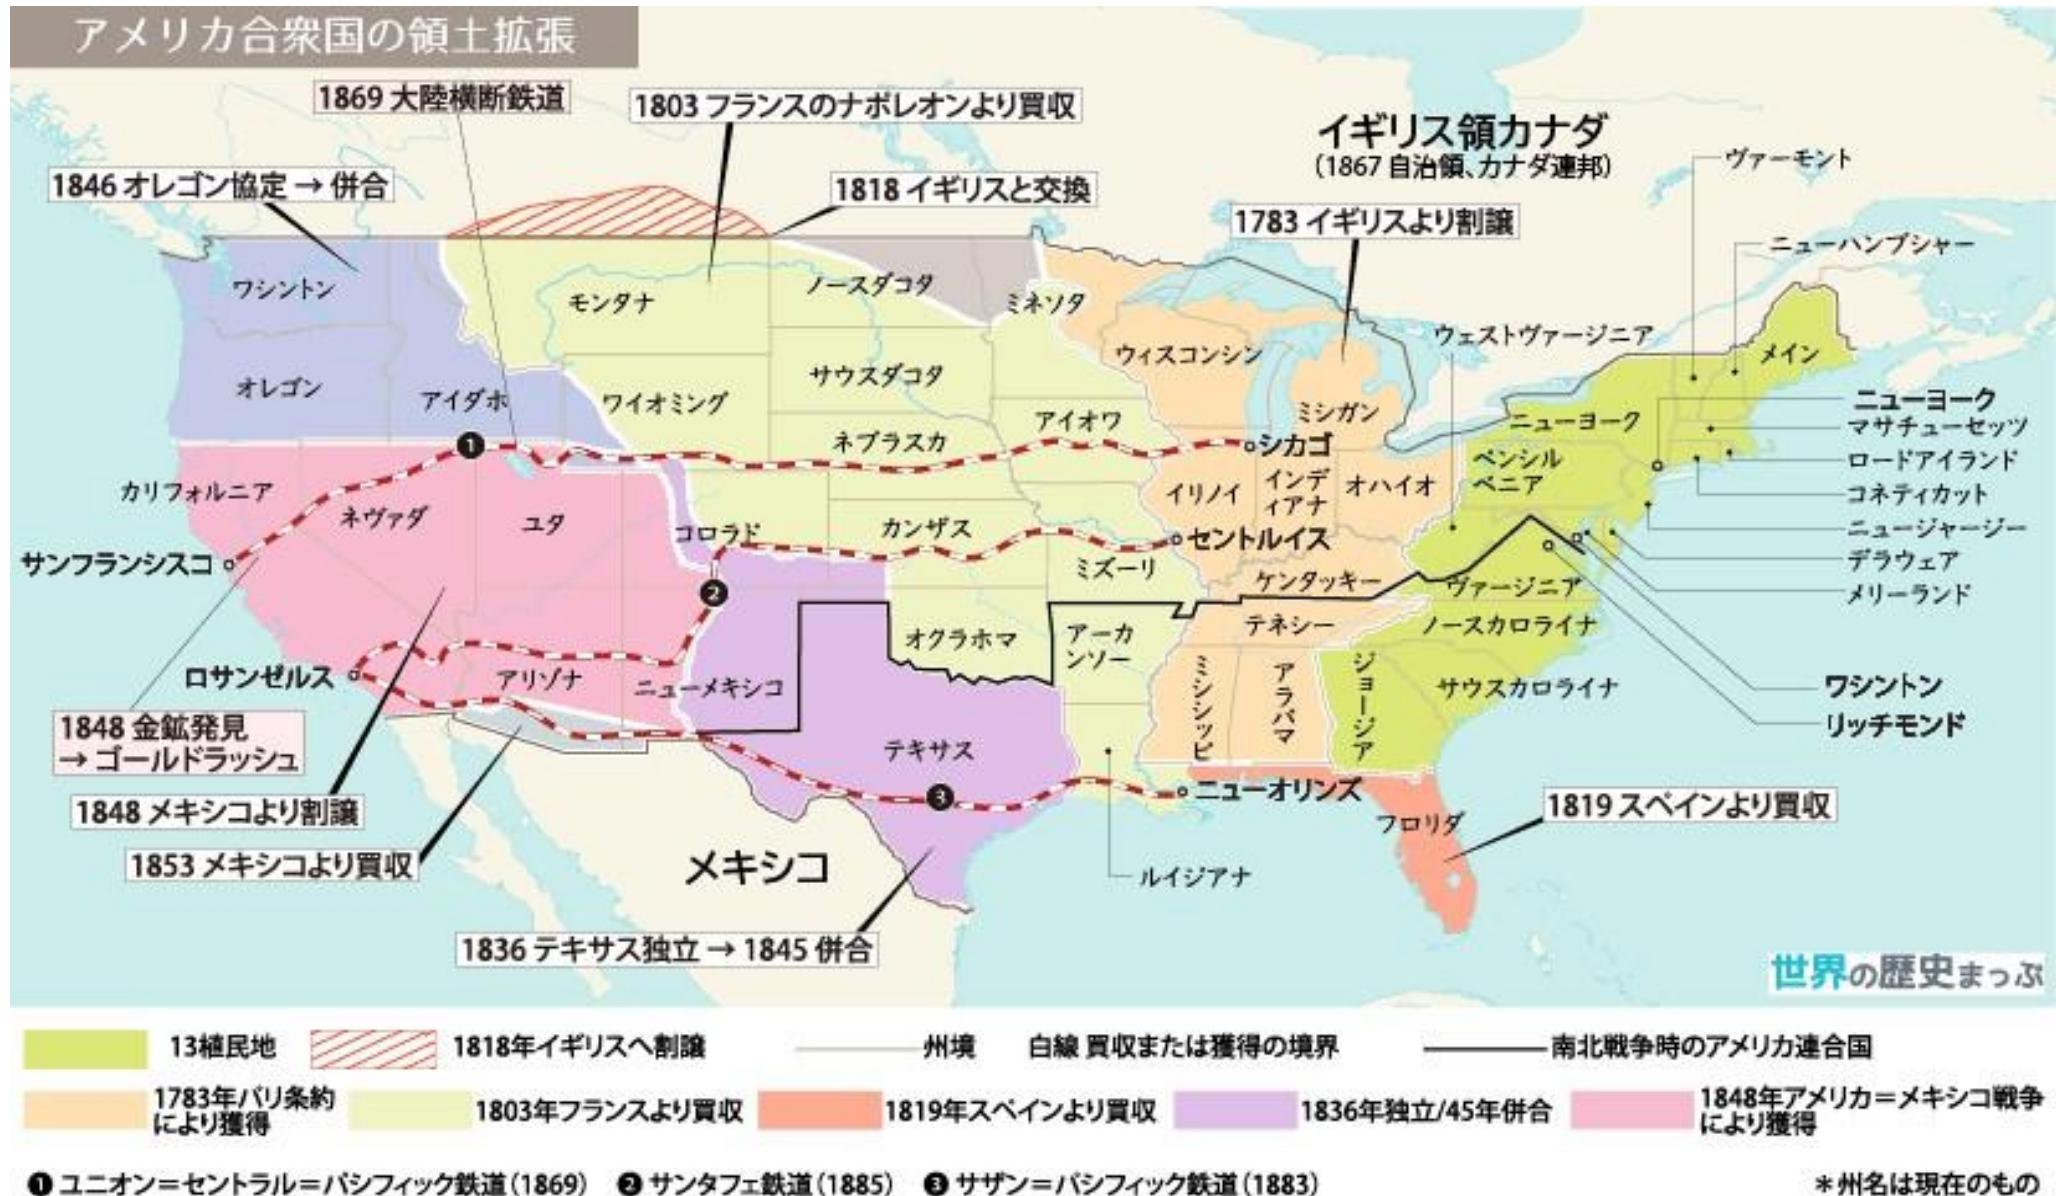 アメリカ合衆国の領土拡張
1869 大陸横断鉄道
1803 フランスのナポレオンより買収
イギリス領カナダ
(1867 自治領、カナダ連邦)
ヴァーモント
1846 オレゴン協定 → 併合
1818 イギリスと交換
1783 イギリスより割譲
ニューハンプシャー
ワシントン
モンタナ
ノースダコタ
ミネソタ
ウェストヴァージニア
ウィスコンシン
メイン
オレゴン
アイダホ
ワイオミング
サウスダコタ
アイオワ
ミシガン
ニューヨーク
ニューヨーク
マサチューセッツ
ネブラスカ
シカゴ
ペンシル
ベニア
ロードアイランド
❶
カリフォルニア
ネヴァダ
ユタ
コロラド
カンザス
イリノイ
インデ
ィアナ
オハイオ
コネティカット
ニュージャージー
サンフランシスコ
セントルイス
デラウェア
❷
ミズーリ
ケンタッキー
ヴァージニア
メリーランド
オクラホマ
アーカ
ンソー
テネシー
ノースカロライナ
ロサンゼルス
アリゾナ
ニューメキシコ
ミシシッピ
アラバマ
ジョージア
サウスカロライナ
ワシントン
リッチモンド
1848 金鉱発見
→ ゴールドラッシュ
テキサス
❸
ニューオリンズ
1848 メキシコより割譲
フロリダ
1819 スペインより買収
1853 メキシコより買収
メキシコ
ルイジアナ
1836 テキサス独立 → 1845 併合
世界の歴史まっぷ
13植民地
1818年イギリスへ割譲
州境
白線 買収または獲得の境界
南北戦争時のアメリカ連合国
1783年パリ条約
により獲得
1803年フランスより買収
1819年スペインより買収
1836年独立/45年併合
1848年アメリカ=メキシコ戦争
により獲得
❶ ユニオン=セントラル=パシフィック鉄道(1869) ❷ サンタフェ鉄道(1885) ❸ サザン=パシフィック鉄道(1883)
*州名は現在のもの